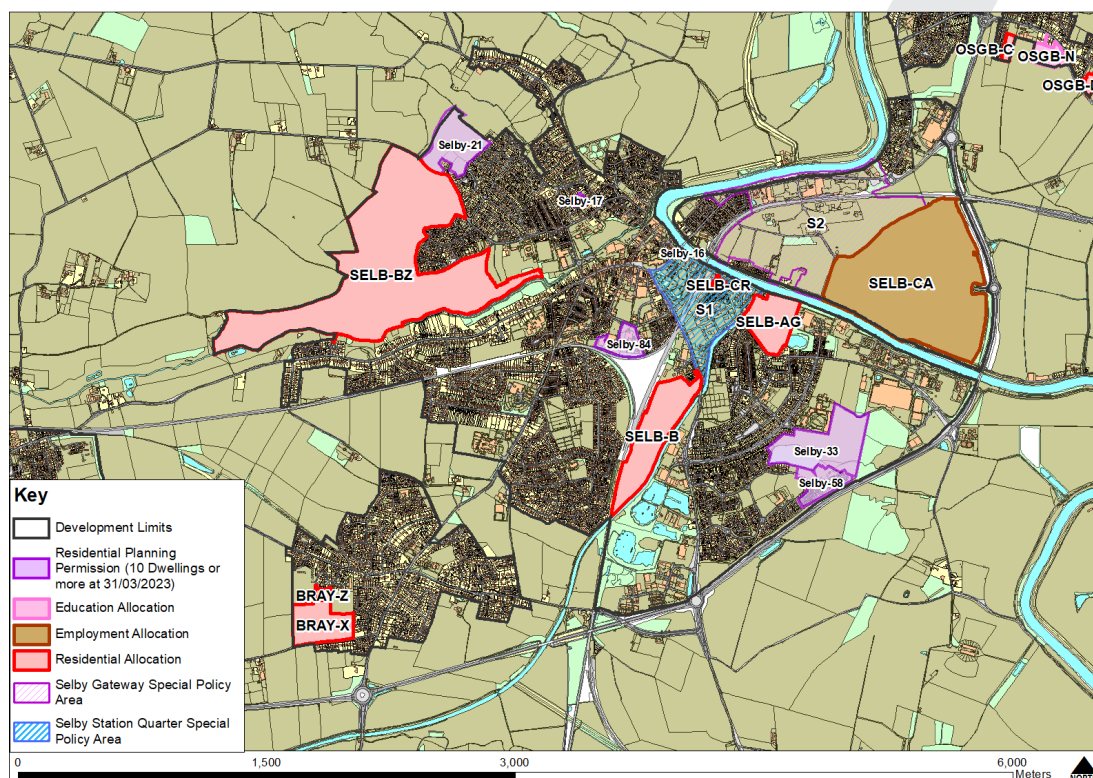 OSGB-C
OSGB-N
OSGB-
Selby-21
Selby-17
S2
Selby-16
SELB-BZ
SELB-CR
SELB-CA
S1
SELB-AG
Selby-84
SELB-B
Selby-33
Selby-58
BRAY-Z
BRAY-X
Key
Development Limits
Residential Planning
Permission (10 Dwellings or
more at 31/03/2023)
Education Allocation
Employment Allocation
Residential Allocation
Selby Gateway Special Policy
Area
Selby Station Quarter Special
Policy Area
0 1,500 3,000 6,000
Meters
NORTH